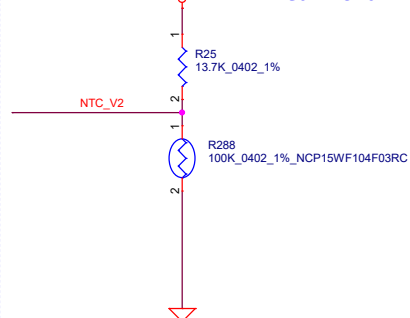 1
R25
13.7K_0402_1%
2
NTC_V2
1
R288
100K_0402_1%_NCP15WF104F03RC
2